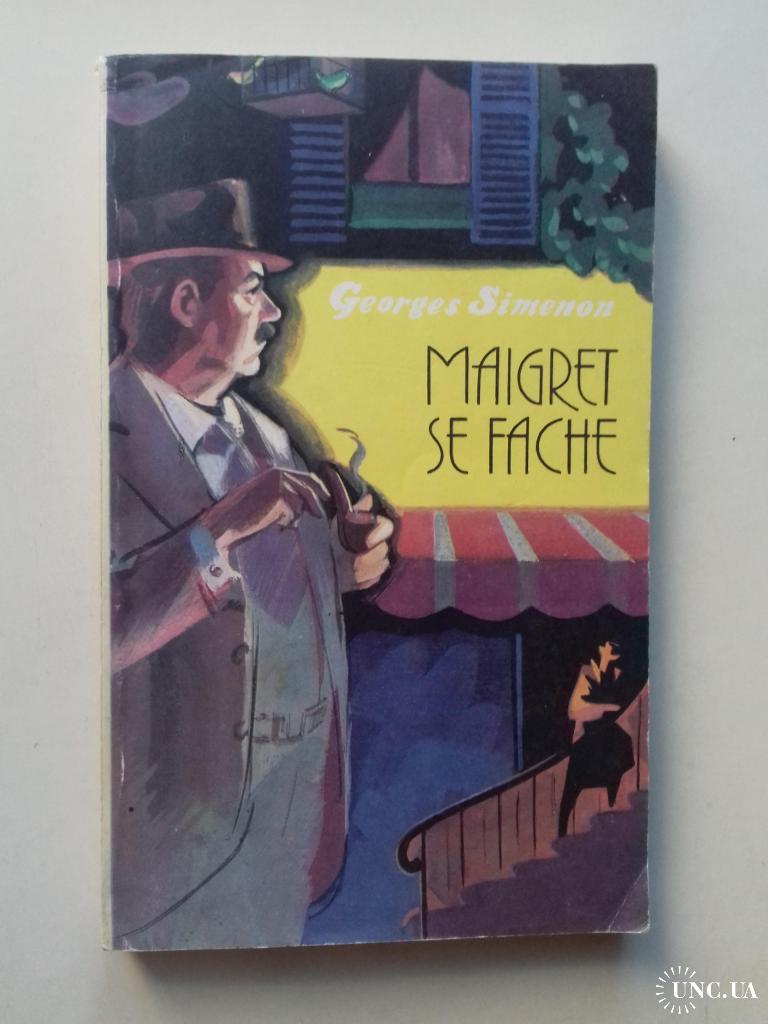 Georges Simenon
MAIGRET
SE FACHE
UNC.UA